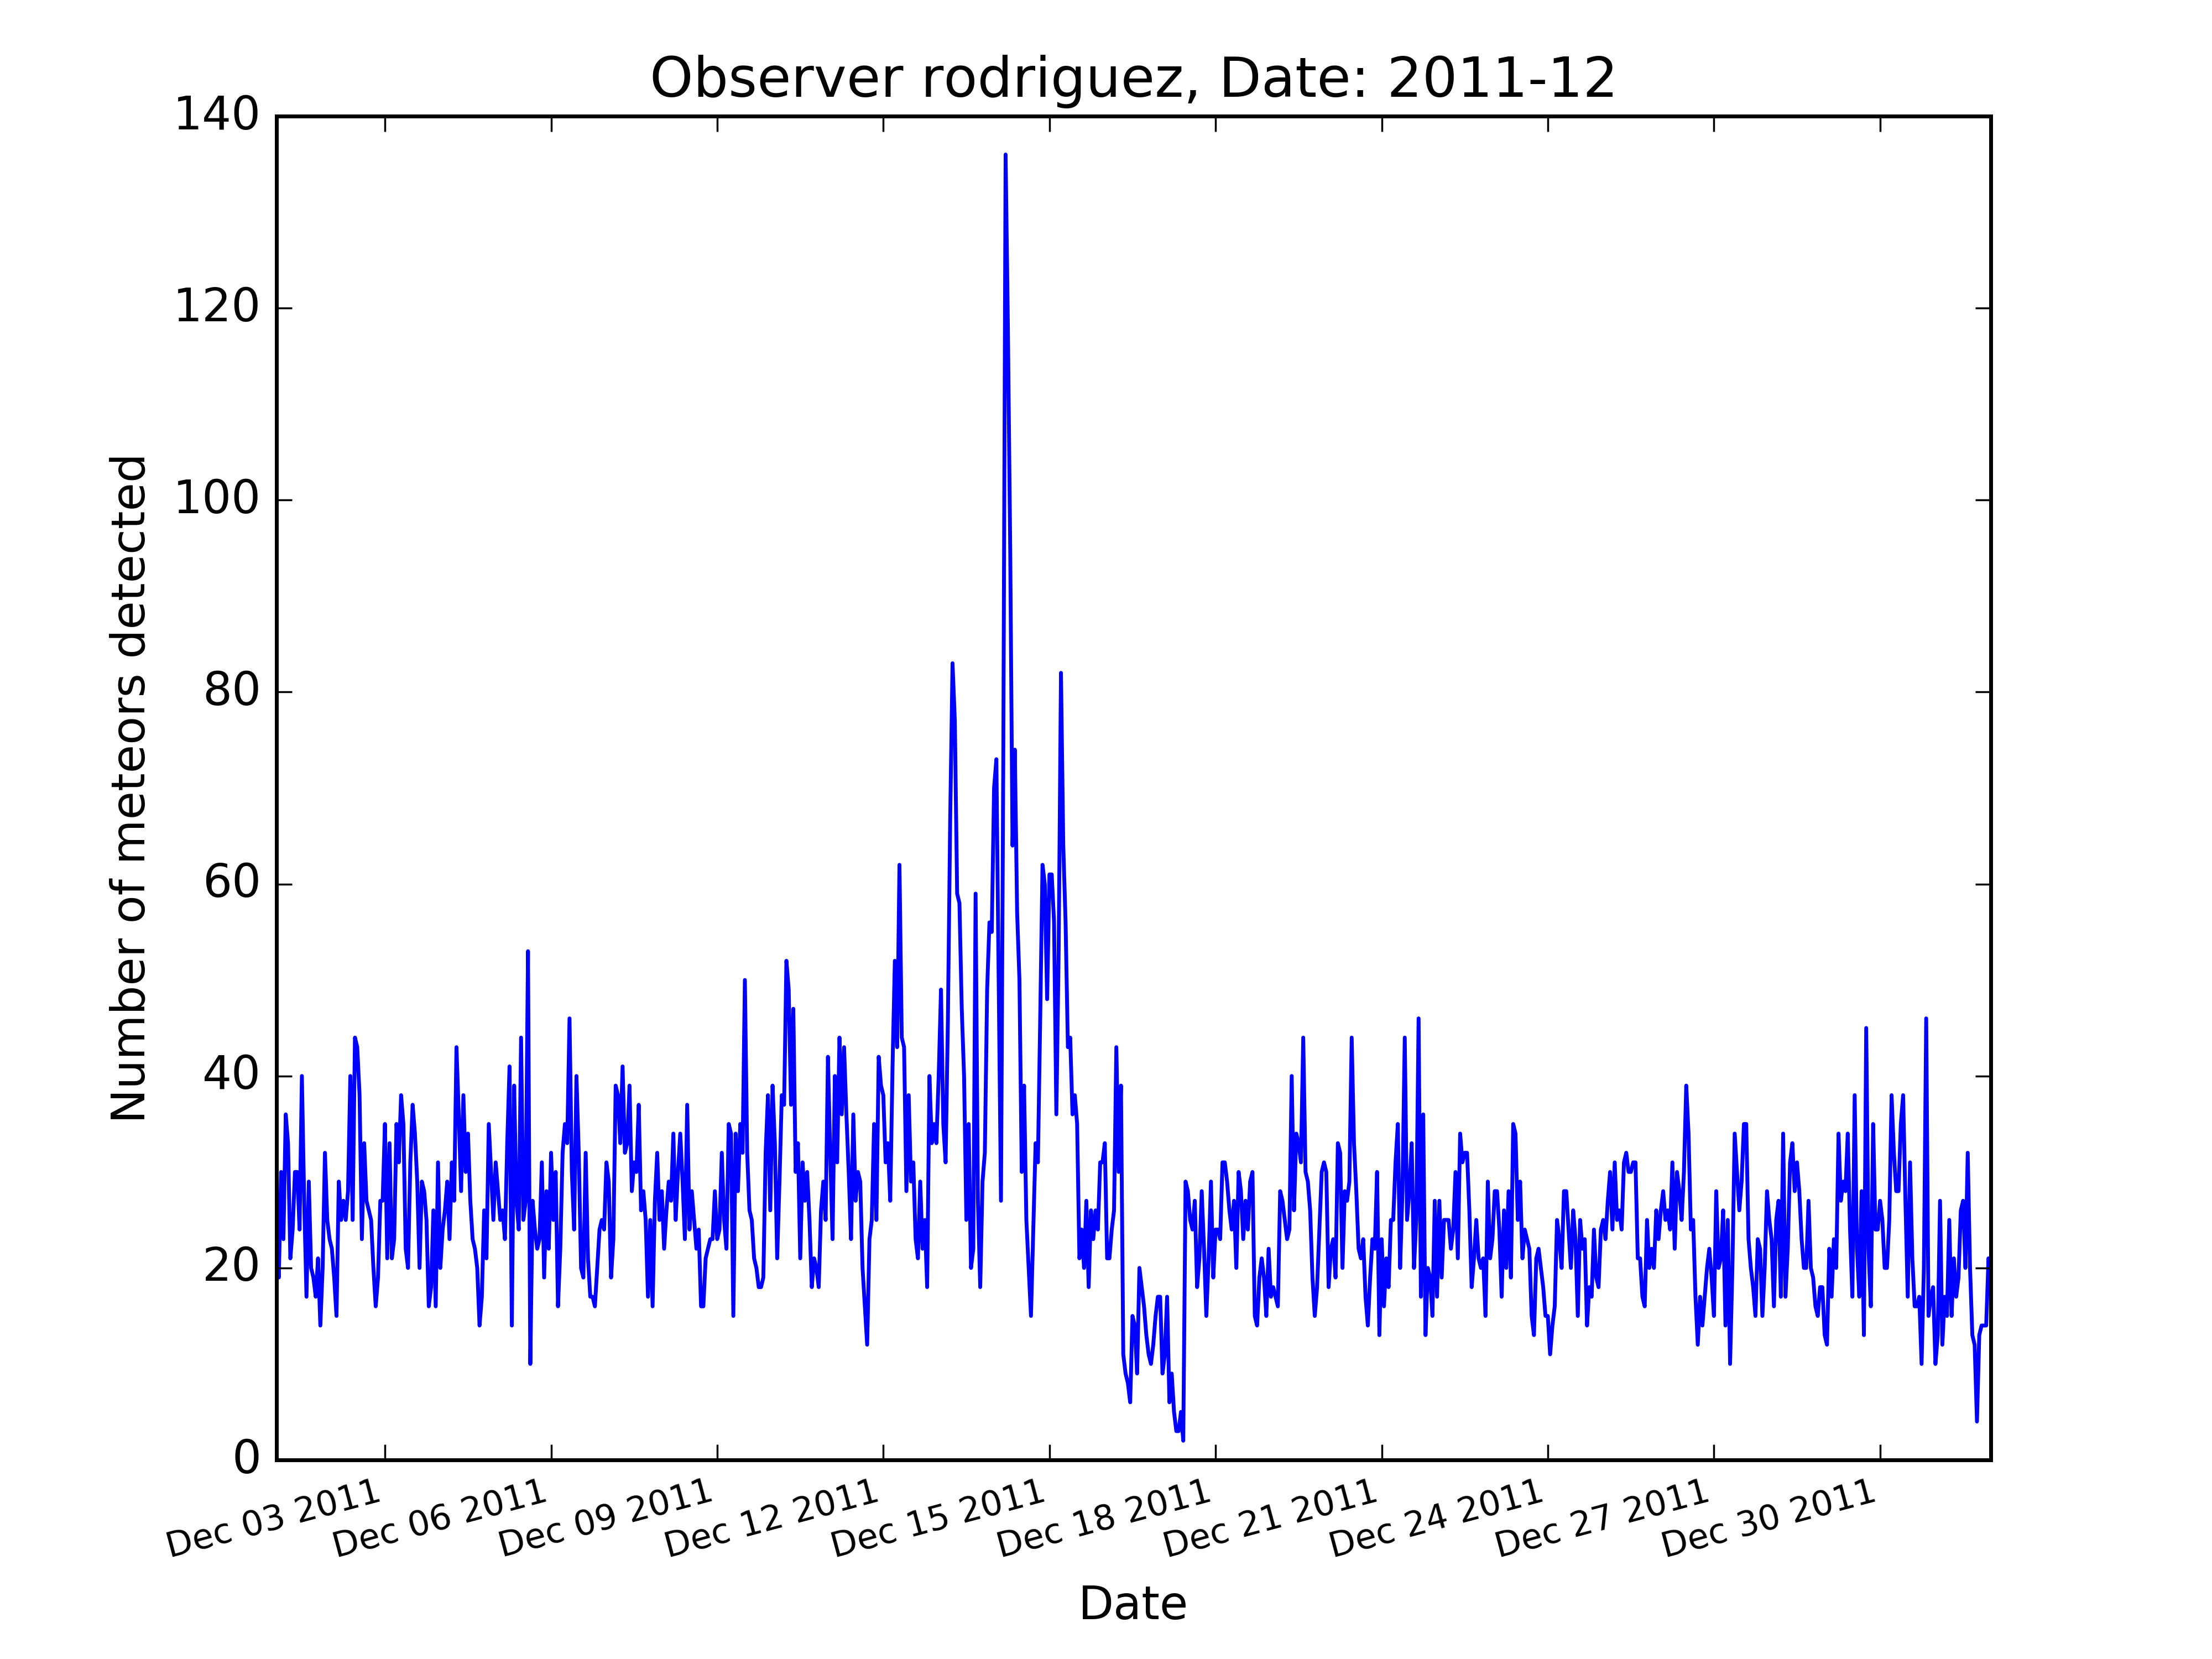 Observer rodriguez, Date: 2011-12
Number of meteors detected
140
120
100
80
60
40
20
0
Dec 03 2011
Dec 06 2011
Dec 09 2011
Dec 12 2011
Dec 15 2011
Dec 18 2011
Dec 21 2011
Dec 24 2011
Dec 27 2011
Dec 30 2011
Date